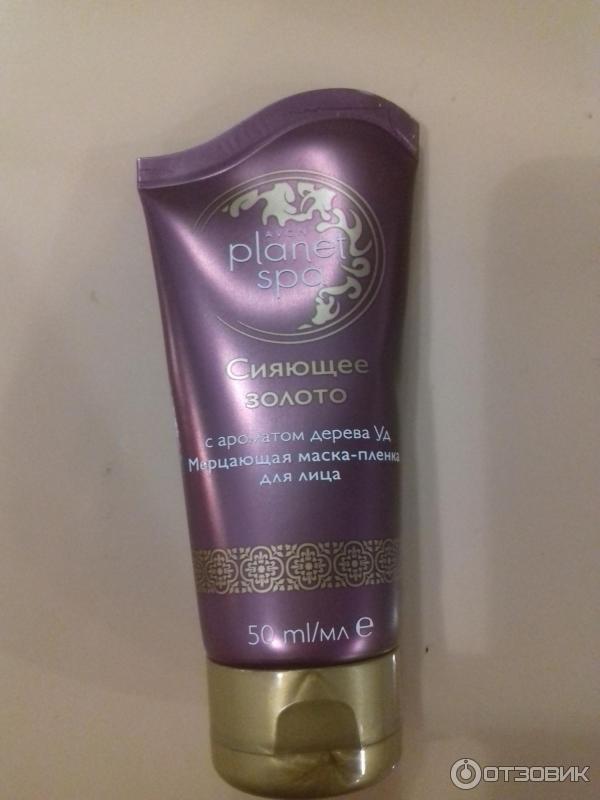 AVON
planet
spa
Сияющее
золото
с ароматом дерева Уд
Мерцающая маска-пленка
для лица
50 ml/мл e
ОТЗОВИК